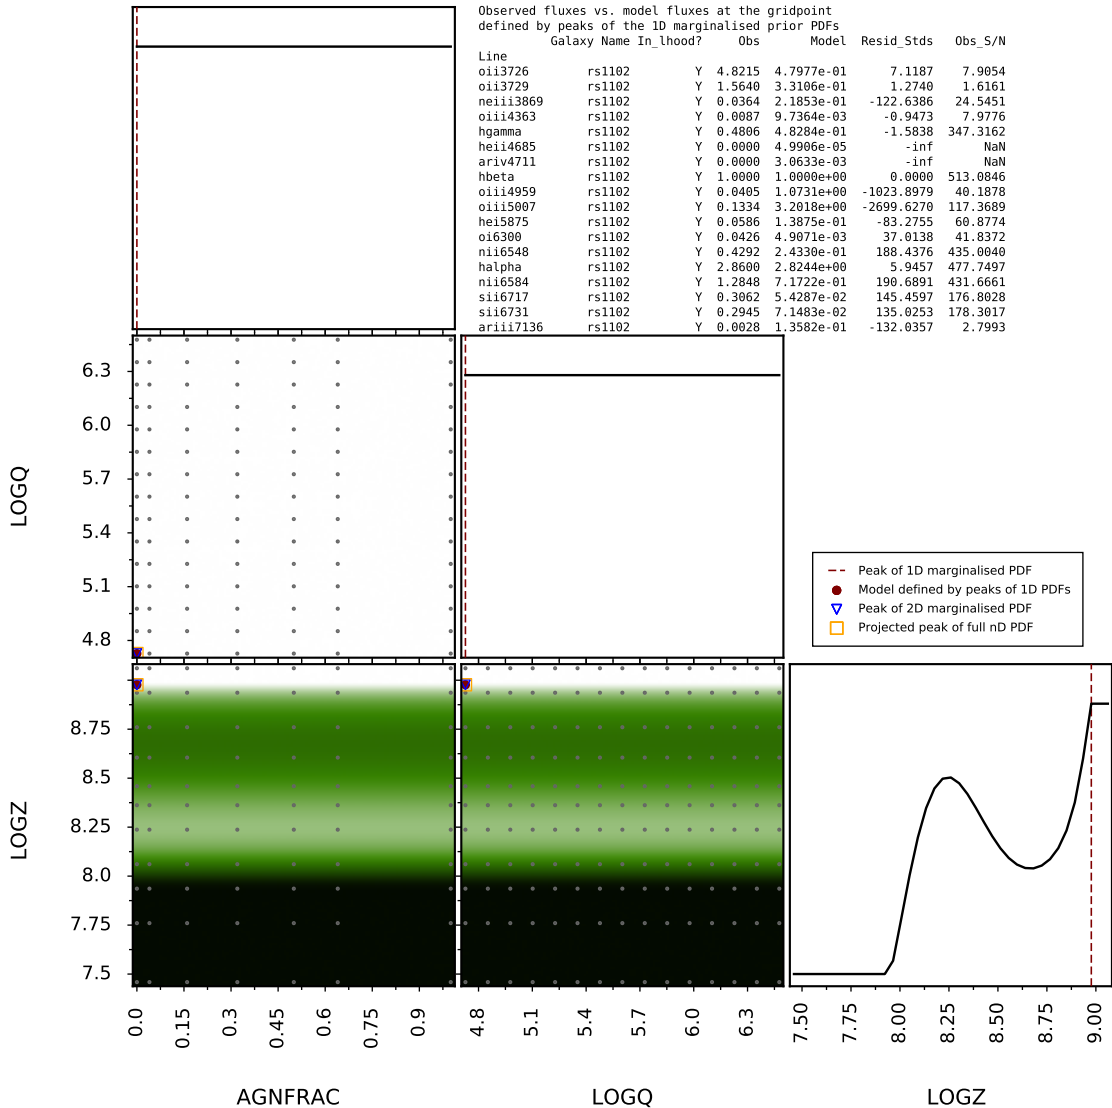 Observed fluxes vs. model fluxes at the gridpoint
defined by peaks of the 1D marginalised prior PDFs
Galaxy Name In_lhood? Obs Model Resid_Stds Obs_S/N
Line
oii3726 rs1102 Y 4.8215 4.7977e-01 7.1187 7.9054
oii3729 rs1102 Y 1.5640 3.3106e-01 1.2740 1.6161
neiii3869 rs1102 Y 0.0364 2.1853e-01 -122.6386 24.5451
oiii4363 rs1102 Y 0.0087 9.7364e-03 -0.9473 7.9776
hgamma rs1102 Y 0.4806 4.8284e-01 -1.5838 347.3162
heii4685 rs1102 Y 0.0000 4.9906e-05 -inf NaN
ariv4711 rs1102 Y 0.0000 3.0633e-03 -inf NaN
hbeta rs1102 Y 1.0000 1.0000e+00 0.0000 513.0846
oiii4959 rs1102 Y 0.0405 1.0731e+00 -1023.8979 40.1878
oiii5007 rs1102 Y 0.1334 3.2018e+00 -2699.6270 117.3689
hei5875 rs1102 Y 0.0586 1.3875e-01 -83.2755 60.8774
oi6300 rs1102 Y 0.0426 4.9071e-03 37.0138 41.8372
nii6548 rs1102 Y 0.4292 2.4330e-01 188.4376 435.0040
halpha rs1102 Y 2.8600 2.8244e+00 5.9457 477.7497
nii6584 rs1102 Y 1.2848 7.1722e-01 190.6891 431.6661
sii6717 rs1102 Y 0.3062 5.4287e-02 145.4597 176.8028
sii6731 rs1102 Y 0.2945 7.1483e-02 135.0253 178.3017
ariii7136 rs1102 Y 0.0028 1.3582e-01 -132.0357 2.7993
LOGQ
6.3
6.0
5.7
5.4
5.1
4.8
Peak of 1D marginalised PDF
Model defined by peaks of 1D PDFs
Peak of 2D marginalised PDF
Projected peak of full nD PDF
LOGZ
8.75
8.5
8.25
8.0
7.75
7.5
0.0 0.15 0.3 0.45 0.6 0.75 0.9
4.8 5.1 5.4 5.7 6.0 6.3
7.50 7.75 8.00 8.25 8.50 8.75 9.00
AGNFRAC
LOGQ
LOGZ